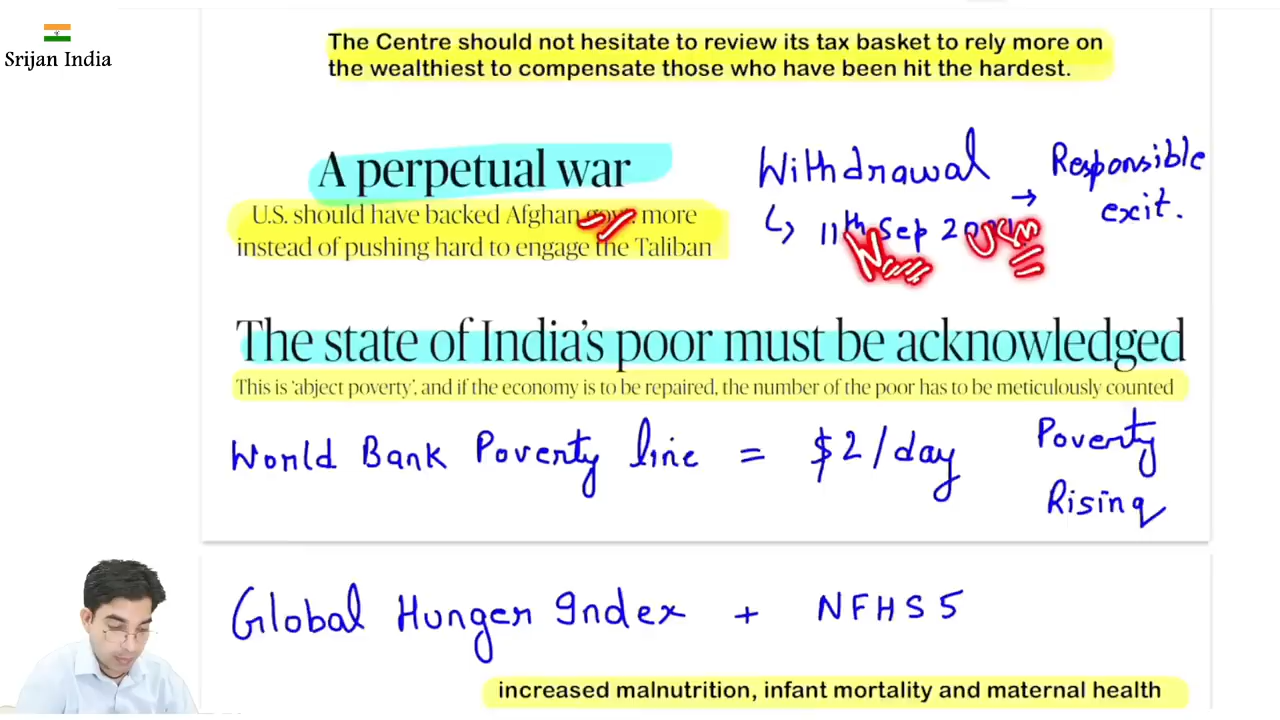 Srijan India
The Centre should not hesitate to review its tax basket to rely more on
the wealthiest to compensate those who have been hit the hardest.
A perpetual war
U.S. should have backed Afghan govt. more
instead of pushing hard to engage the Taliban
Withdrawal
↳ 11th Sep
→ Responsible
exit.
The state of India's poor must be acknowledged
This is 'abject poverty', and if the economy is to be repaired, the number of the poor has to be meticulously counted
World Bank Poverty line = $2/day
Poverty
Rising
Global Hunger Index + NFHS 5
increased malnutrition, infant mortality and maternal health